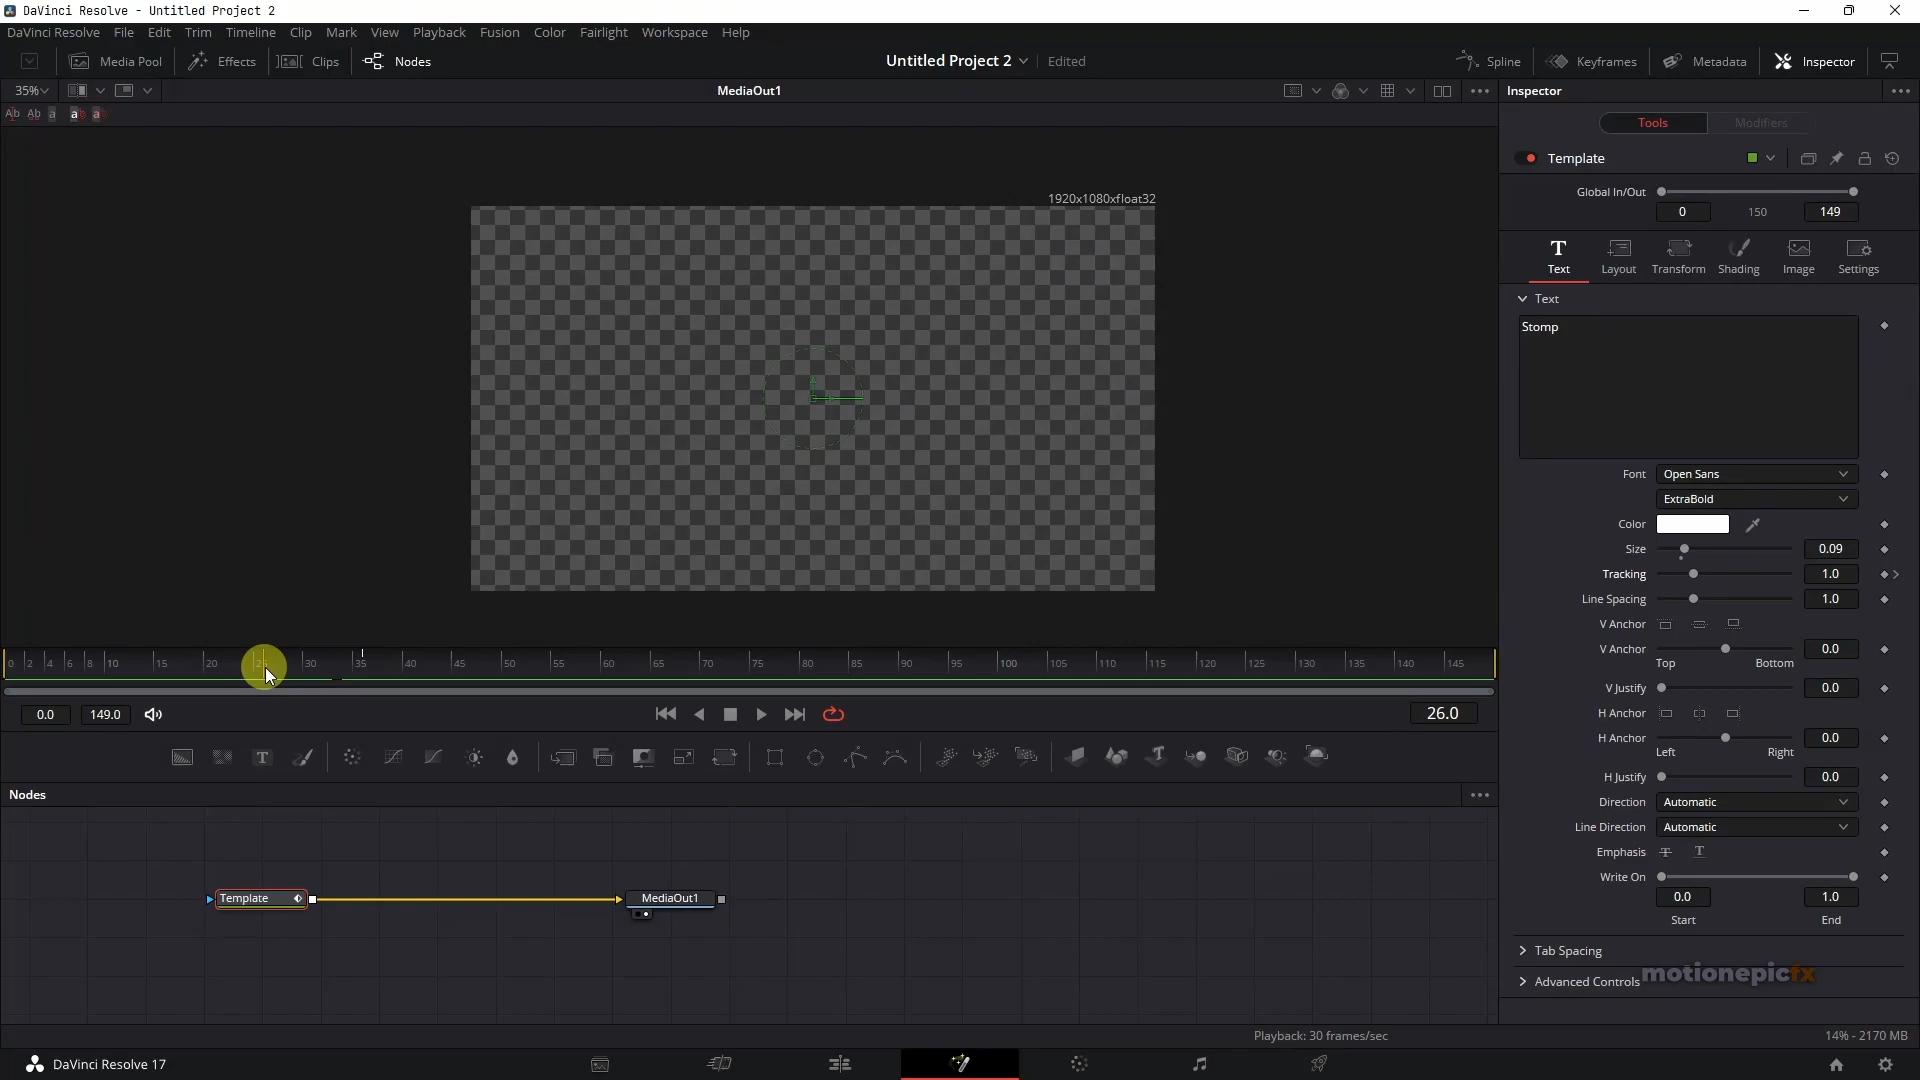 DaVinci Resolve - Untitled Project 2
DaVinci Resolve File Edit Trim Timeline Clip Mark View Playback Fusion Color Fairlight Workspace Help
Media Pool Effects Clips Nodes Untitled Project 2 Edited Spline Keyframes Metadata Inspector
35% MediaOut1 Inspector
Tools Modifiers
Template
1920x1080xfloat32
Global In/Out
0 150 149
Text Layout Transform Shading Image Settings
Text
Stomp
Font Open Sans
ExtraBold
Color
Size 0.09
Tracking 1.0
Line Spacing 1.0
V Anchor
V Anchor 0.0
Top Bottom
V Justify 0.0
H Anchor
H Anchor 0.0
Left Right
H Justify 0.0
Direction Automatic
Line Direction Automatic
Emphasis
Write On
0.0 1.0
Start End
Tab Spacing
Advanced Controls
motionepicfx
0 2 4 6 8 10 15 20 25 30 35 40 45 50 55 60 65 70 75 80 85 90 95 100 105 110 115 120 125 130 135 140 145
0.0 149.0 26.0
Nodes
Template MediaOut1
Playback: 30 frames/sec 14% - 2170 MB
DaVinci Resolve 17